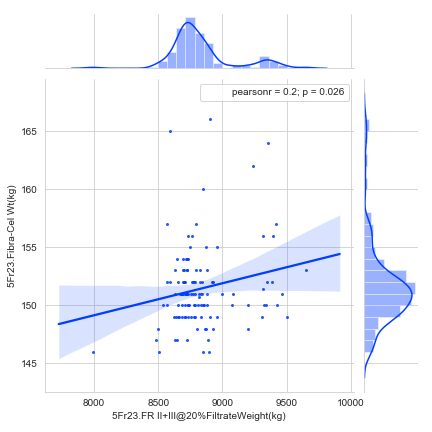 pearsonr = 0.2; p = 0.026
165
160
155
150
145
5Fr23.Fibra-Cel Wt(kg)
8000 8500 9000 9500 10000
5Fr23.FR II+III@20%FiltrateWeight(kg)